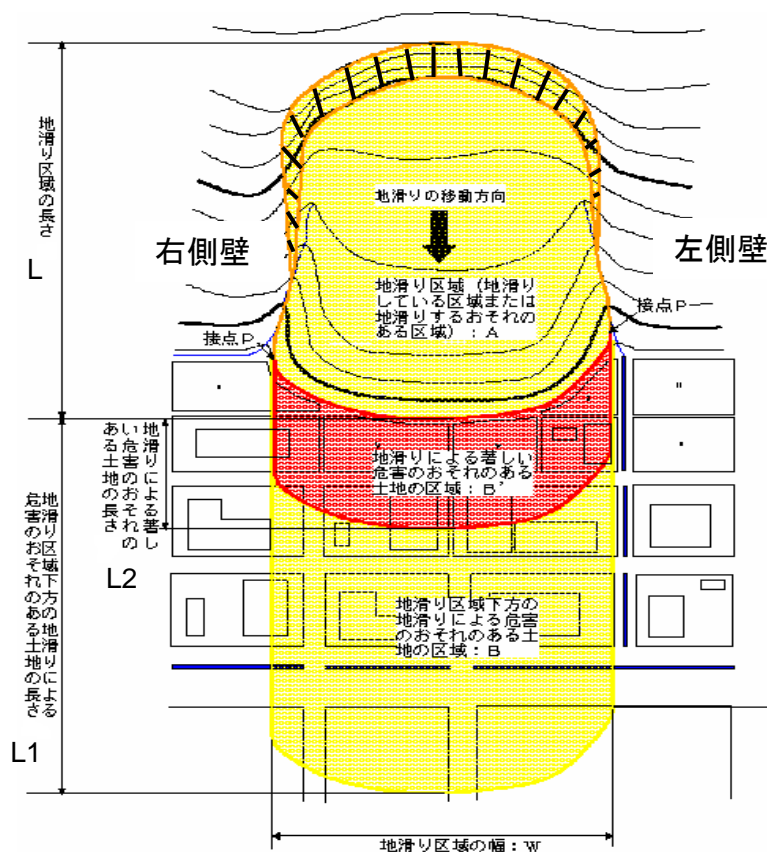 地滑り区域の長さ
L
地滑りの移動方向
右側壁
左側壁
地滑り区域（地滑り
している区域または
地滑りするおそれの
ある区域）：A
接点P
接点P
地滑りによる著し
い危害のおそれの
ある土地の長さ
L2
地滑りによる著しい
危害のおそれのある
土地の区域：B'
地滑り区域下方の地滑りによる
危害のおそれのある土地の長さ
L1
地滑り区域下方の
地滑りによる危害
のおそれのある土
地の区域：B
地滑り区域の幅：W